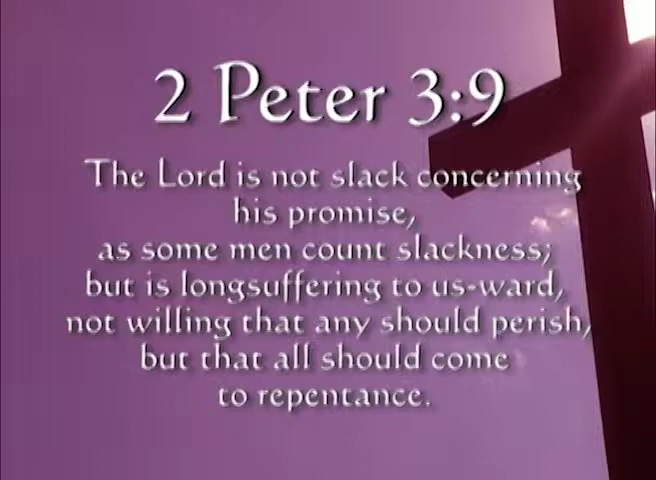 2 Peter 3:9
The Lord is not slack concerning
his promise,
as some men count slackness;
but is longsuffering to us-ward,
not willing that any should perish,
but that all should come
to repentance.